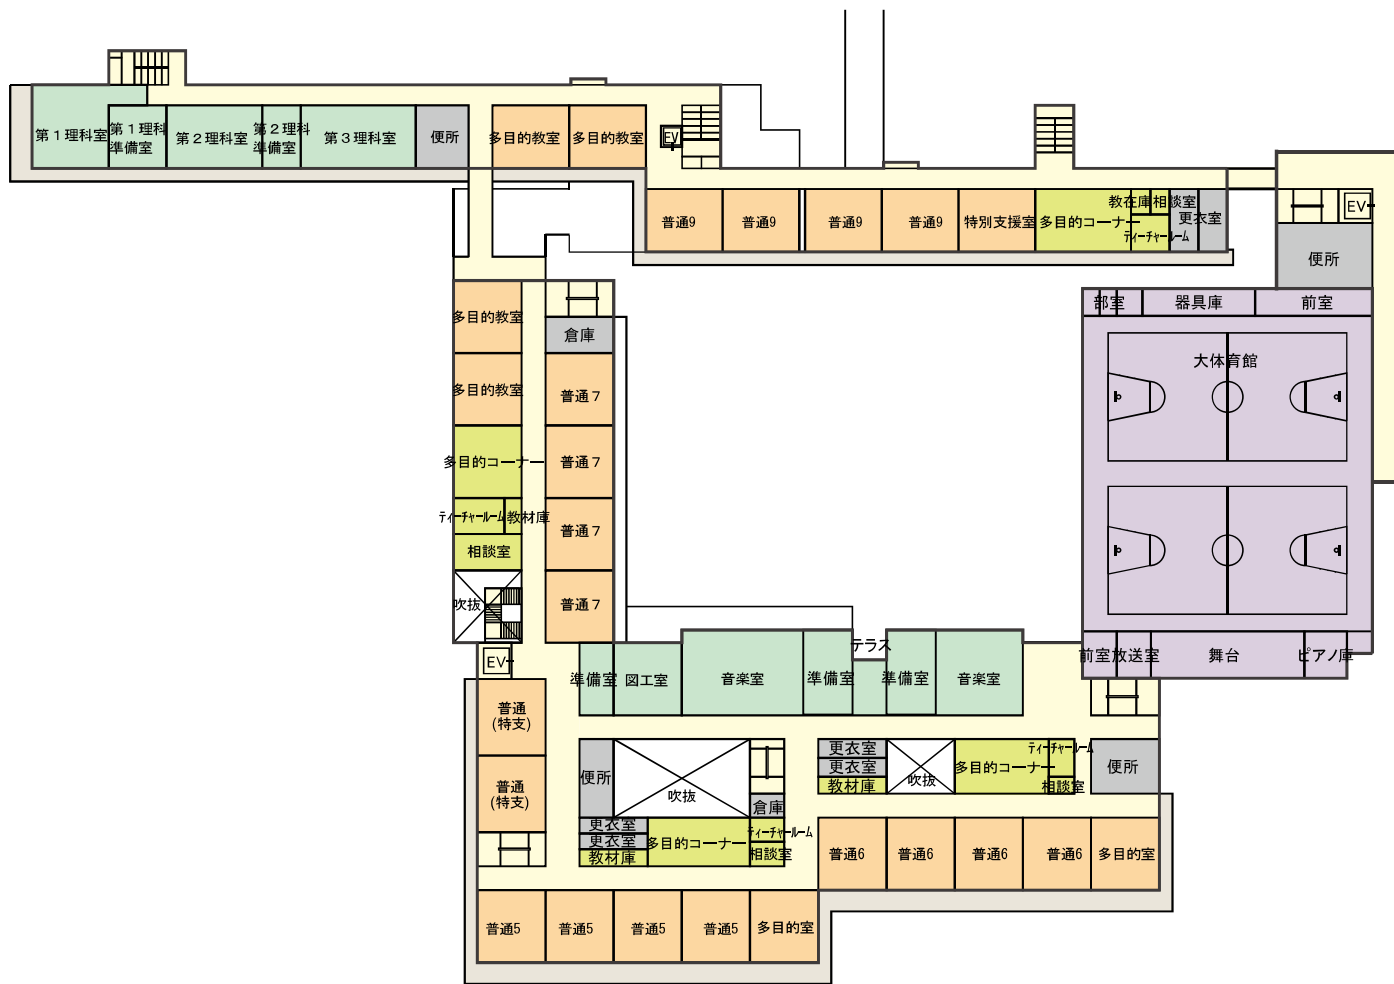 第１理科室
第１理科
準備室
第２理科室
第２理科
準備室
第３理科室
便所
多目的教室
多目的教室
EV
普通9
普通9
普通9
普通9
特別支援室
多目的コーナー
教在庫
相談室
ティーチャールーム
更衣室
EV
便所
部室
器具庫
前室
大体育館
前室
放送室
舞台
ピアノ庫
多目的教室
倉庫
多目的教室
普通７
多目的コーナー
普通７
ティーチャールーム
教材庫
普通７
相談室
吹抜
普通７
EV
準備室
図工室
音楽室
準備室
テラス
準備室
音楽室
普通
(特支)
普通
(特支)
便所
吹抜
倉庫
更衣室
更衣室
教材庫
多目的コーナー
ティーチャールーム
相談室
更衣室
更衣室
教材庫
吹抜
多目的コーナー
ティーチャールーム
相談室
便所
普通6
普通6
普通6
普通6
多目的室
普通5
普通5
普通5
普通5
多目的室